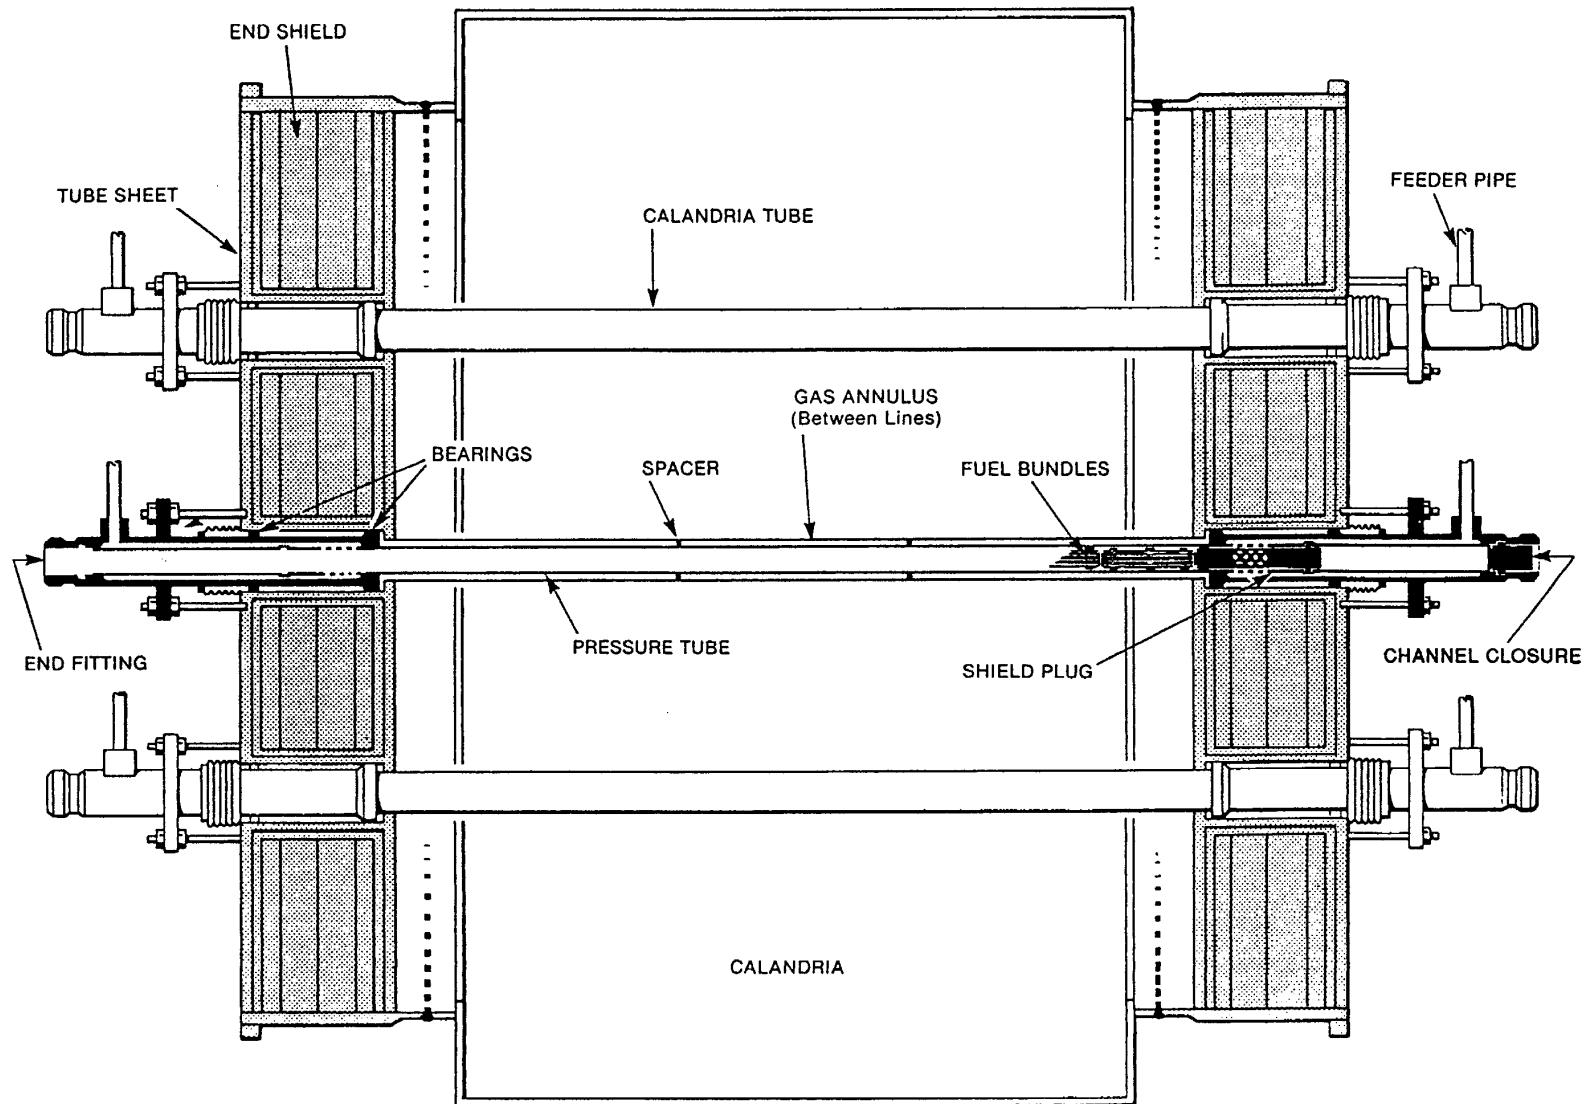 END SHIELD
TUBE SHEET
FEEDER PIPE
CALANDRIA TUBE
GAS ANNULUS
(Between Lines)
BEARINGS
SPACER
FUEL BUNDLES
END FITTING
PRESSURE TUBE
SHIELD PLUG
CHANNEL CLOSURE
CALANDRIA